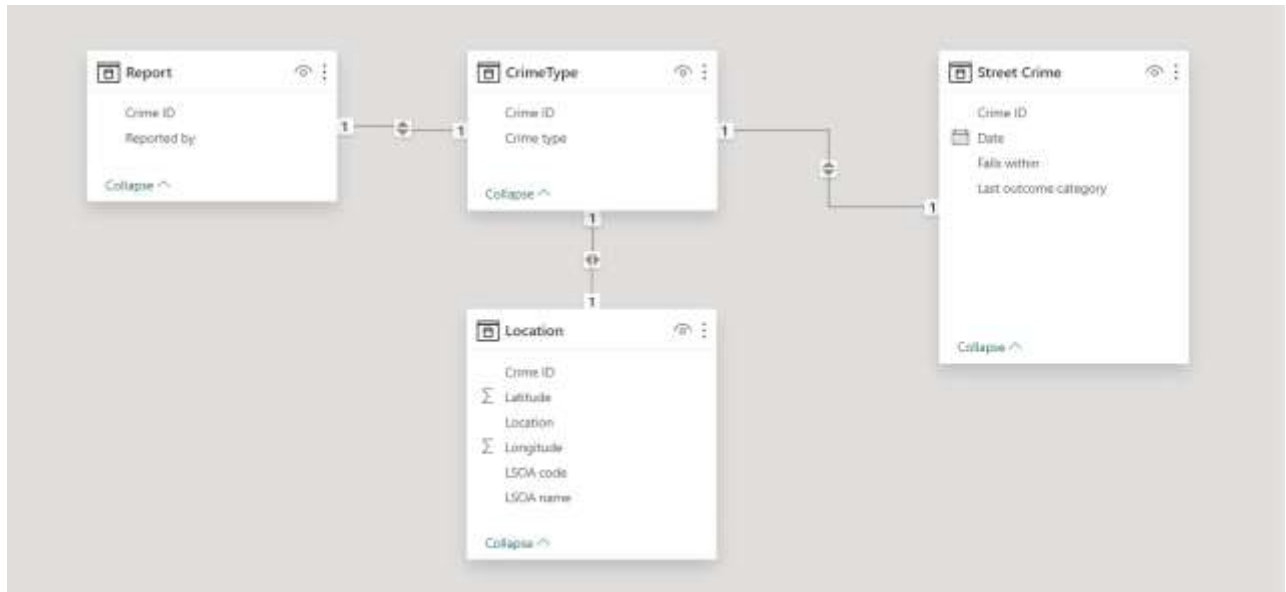 Report
Crime ID
Reported by
Collapse
1
1
CrimeType
Crime ID
Crime type
Collapse
1
1
Street Crime
Crime ID
Date
Falls within
Last outcome category
Collapse
1
1
Location
Crime ID
Σ Latitude
Location
Σ Longitude
LSOA code
LSOA name
Collapse